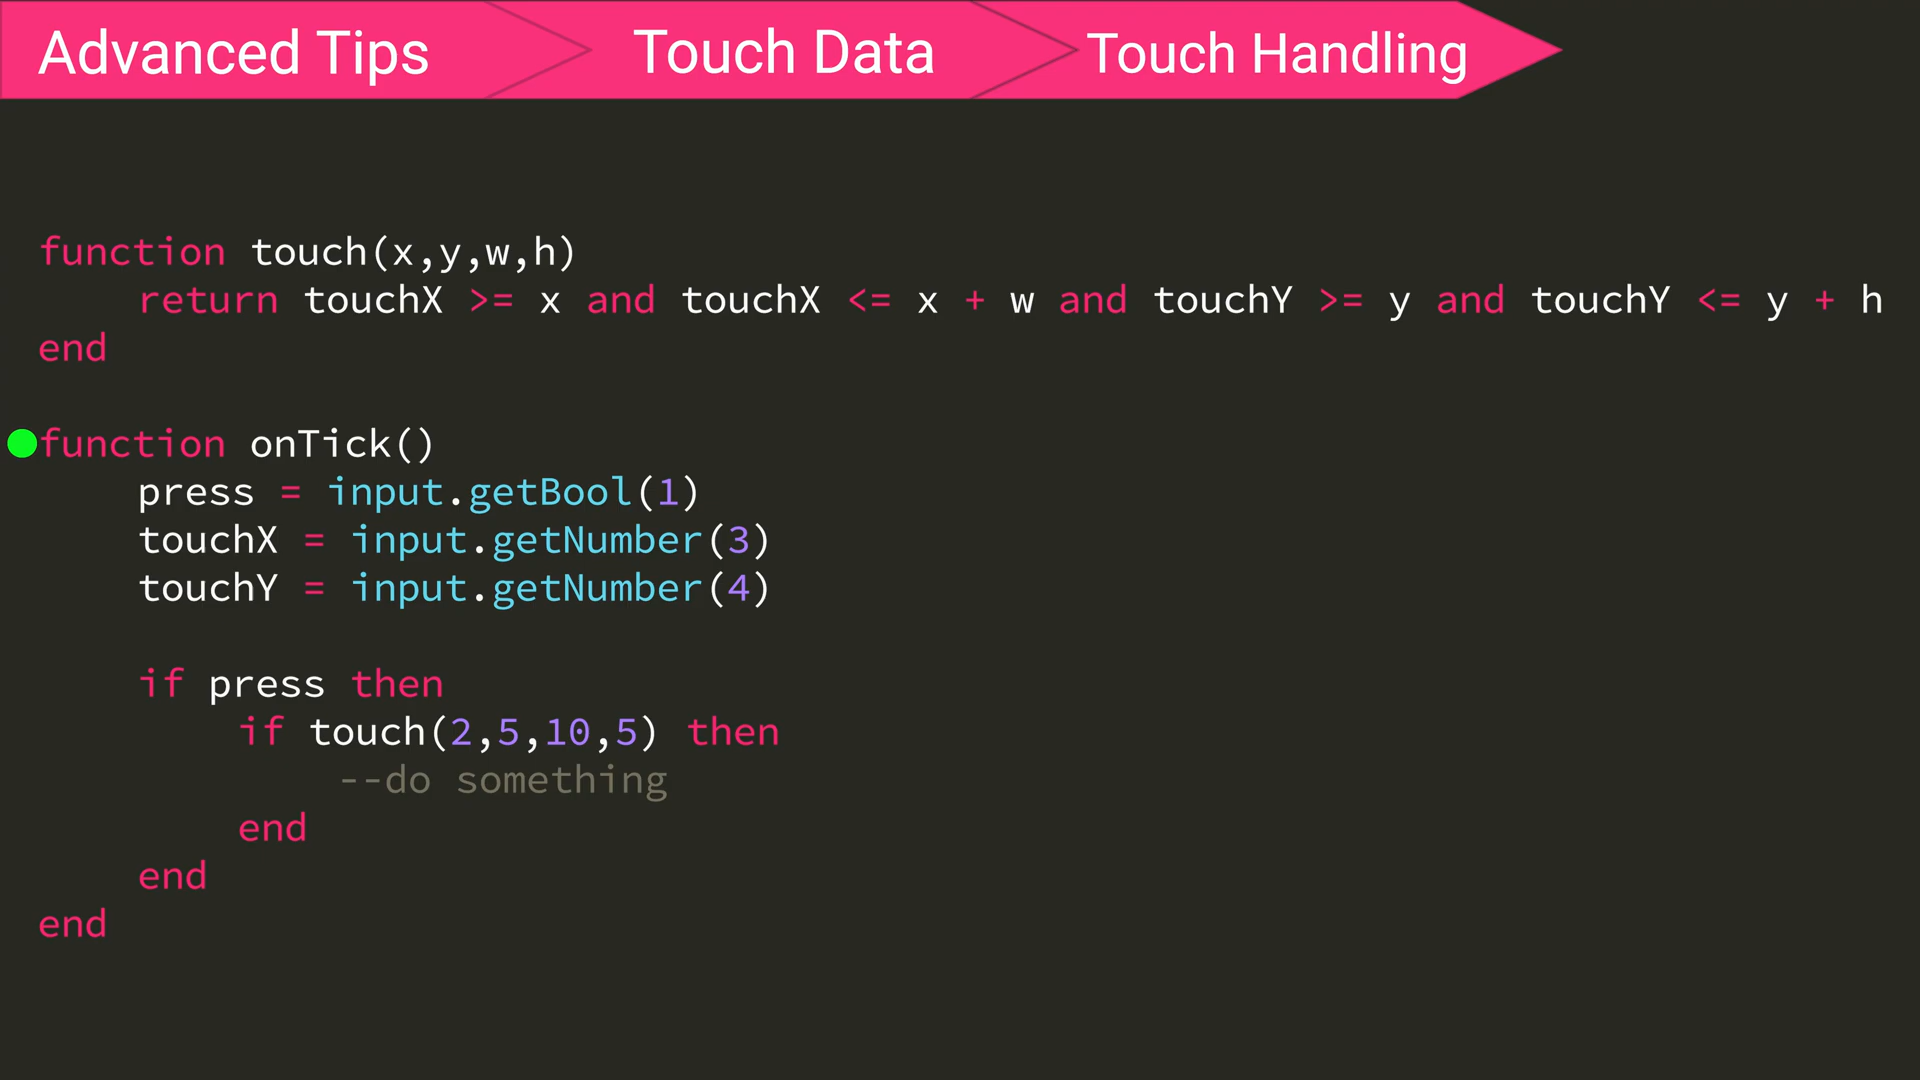 Advanced Tips Touch Data Touch Handling
function touch(x,y,w,h)
return touchX >= x and touchX <= x + w and touchY >= y and touchY <= y + h
end
function onTick()
press = input.getBool(1)
touchX = input.getNumber(3)
touchY = input.getNumber(4)
if press then
if touch(2,5,10,5) then
--do something
end
end
end